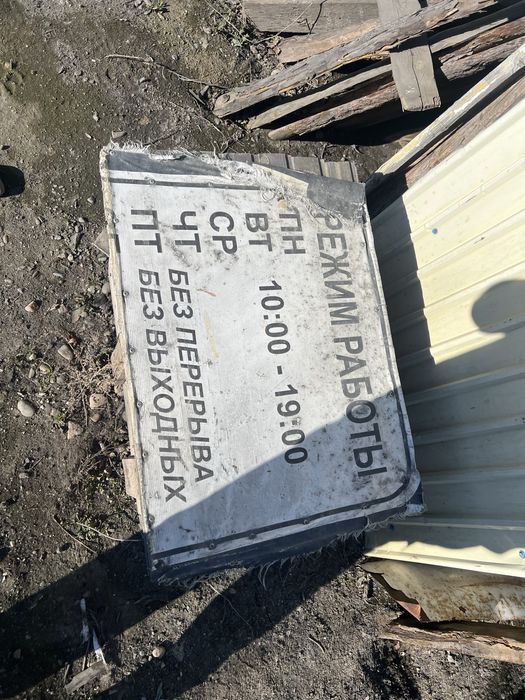 РЕЖИМ РАБОТЫ
ПН
ВТ 10:00 - 19:00
СР
ЧТ БЕЗ ПЕРЕРЫВА
ПТ БЕЗ ВЫХОДНЫХ